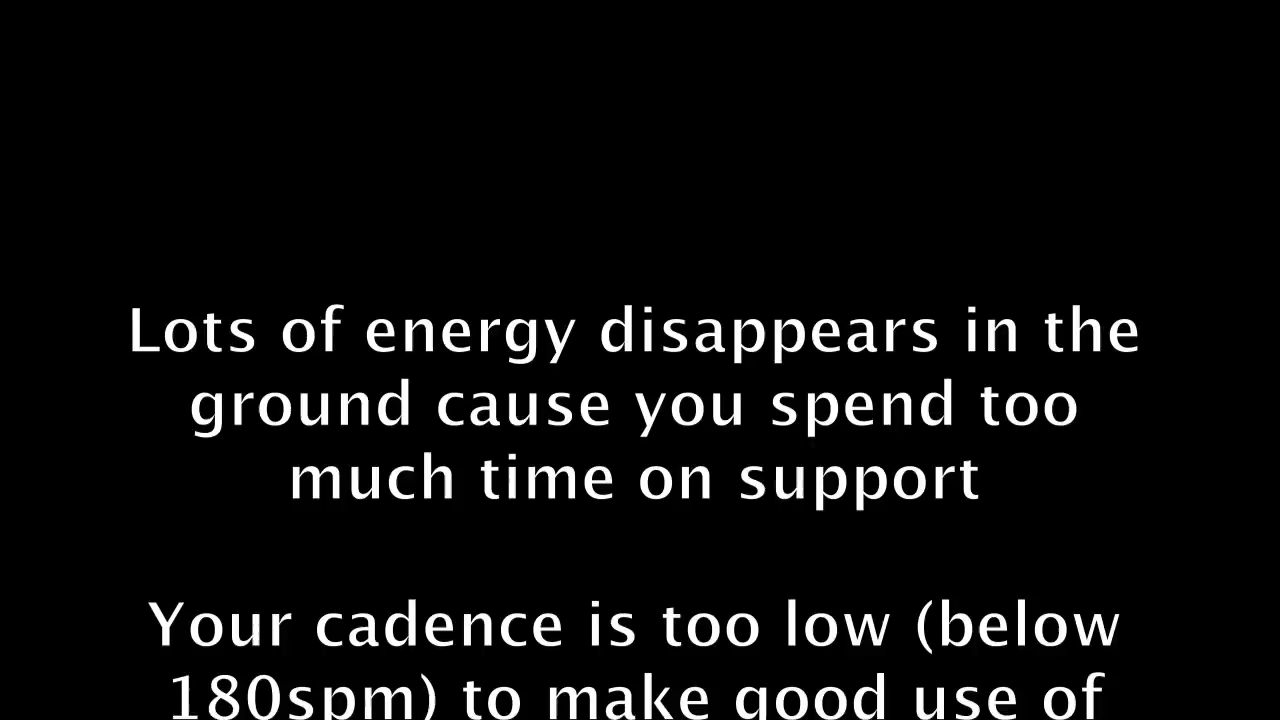 Lots of energy disappears in the
ground cause you spend too
much time on support
Your cadence is too low (below
180spm) to make good use of